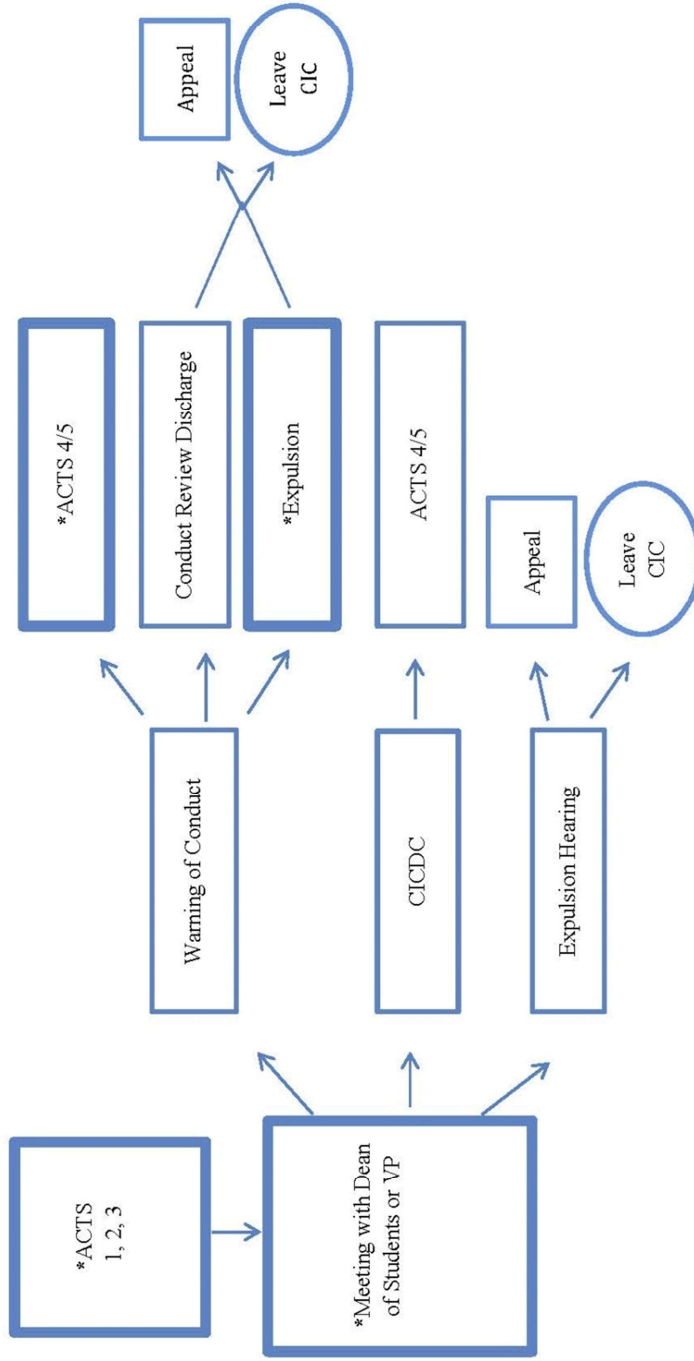 *ACTS
1, 2, 3
*Meeting with Dean
of Students or VP
Warning of Conduct
CICDC
Expulsion Hearing
*ACTS 4/5
Conduct Review Discharge
*Expulsion
ACTS 4/5
Appeal
Leave
CIC
Appeal
Leave
CIC